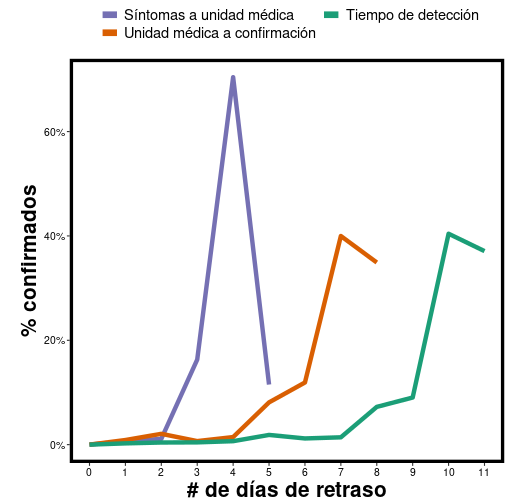 Síntomas a unidad médica
Tiempo de detección
Unidad médica a confirmación
% confirmados
60%
40%
20%
0%
0 1 2 3 4 5 6 7 8 9 10 11
# de días de retraso